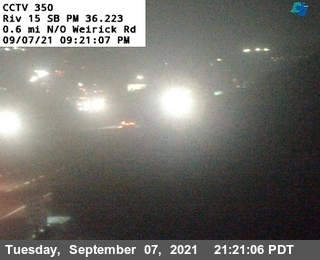 CCTV 350
Riv 15 SB PM 36.223
0.6 mi N/O Weirick Rd
09/07/21 09:21:07 PM
Tuesday, September 07, 2021 21:21:06 PDT